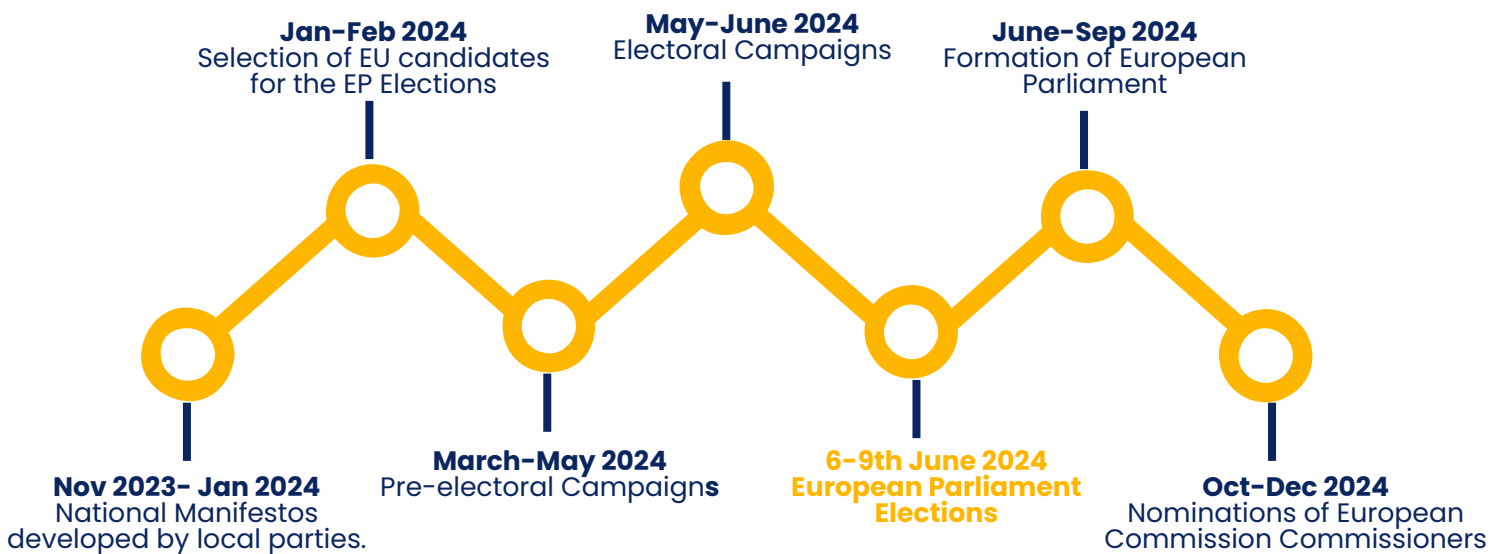 Nov 2023- Jan 2024
National Manifestos
developed by local parties.
Jan-Feb 2024
Selection of EU candidates
for the EP Elections
March-May 2024
Pre-electoral Campaigns
May-June 2024
Electoral Campaigns
6-9th June 2024
European Parliament
Elections
June-Sep 2024
Formation of European
Parliament
Oct-Dec 2024
Nominations of European
Commission Commissioners